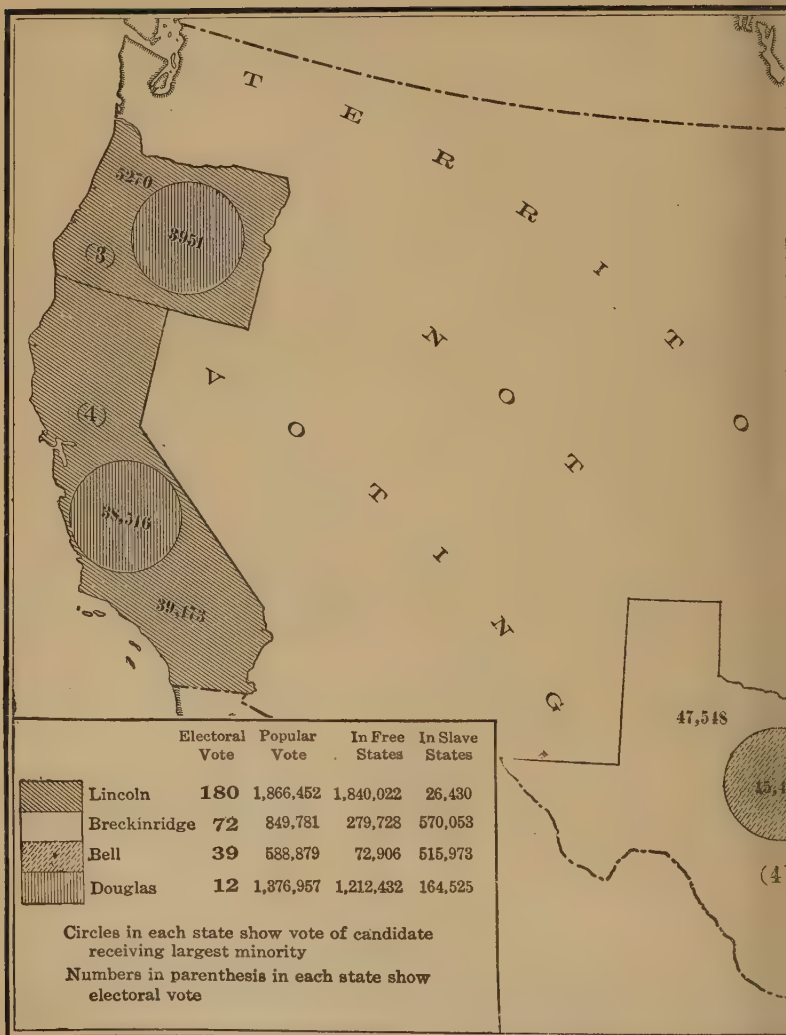 TERRITO
NOT
VOTING
5270
3951
(3)
(4)
38,516
39,173
47,548
(4
Electoral Vote Popular Vote In Free States In Slave States
Lincoln 180 1,866,452 1,840,022 26,430
Breckinridge 72 849,781 279,728 570,053
Bell 39 588,879 72,906 515,973
Douglas 12 1,376,957 1,212,432 164,525
Circles in each state show vote of candidate
receiving largest minority
Numbers in parenthesis in each state show
electoral vote